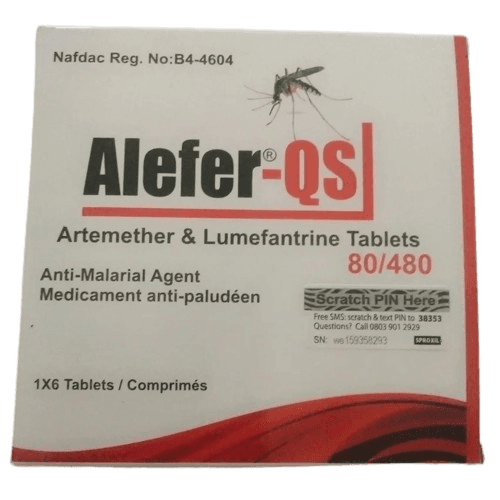 Nafdac Reg. No:B4-4604
Alefer®-QS
Artemether & Lumefantrine Tablets
80/480
Anti-Malarial Agent
Medicament anti-paludéen
Scratch PIN Here
Free SMS: scratch & text PIN to 38353
Questions? Call 0803 901 2929
SN: we159358293 SPROXIL
1X6 Tablets / Comprimés